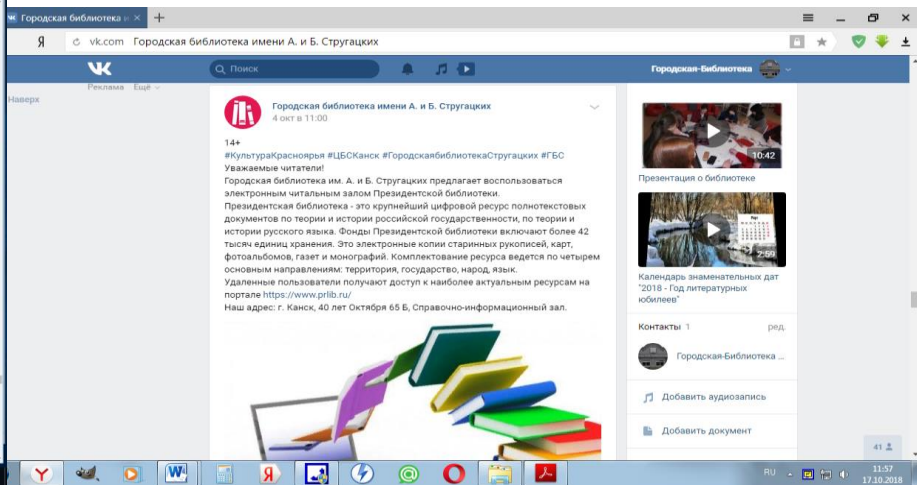 Городская библиотека и
Я
vk.com Городская библиотека имени А. и Б. Стругацких
Поиск
Городская-Библиотека
Реклама Ещё
Наверх
Городская библиотека имени А. и Б. Стругацких
4 окт в 11:00
14+
#КультураКрасноярья #ЦБСКанск #ГородскаябиблиотекаСтругацких #ГБС
Уважаемые читатели!
Городская библиотека им. А. и Б. Стругацких предлагает воспользоваться
электронным читальным залом Президентской библиотеки.
Президентская библиотека - это крупнейший цифровой ресурс полнотекстовых
документов по теории и истории российской государственности, по теории и
истории русского языка. Фонды Президентской библиотеки включают более 42
тысяч единиц хранения. Это электронные копии старинных рукописей, карт,
фотоальбомов, газет и монографий. Комплектование ресурса ведется по четырем
основным направлениям: территория, государство, народ, язык.
Удаленные пользователи получают доступ к наиболее актуальным ресурсам на
портале https://www.prlib.ru/
Наш адрес: г. Канск, 40 лет Октября 65 Б, Справочно-информационный зал.
10:42
Презентация о библиотеке
2:59
Календарь знаменательных дат
"2018 - Год литературных
юбилеев"
Контакты 1 ред.
Городская-Библиотека ...
Добавить аудиозапись
Добавить документ
41
RU
11:57
17.10.2018